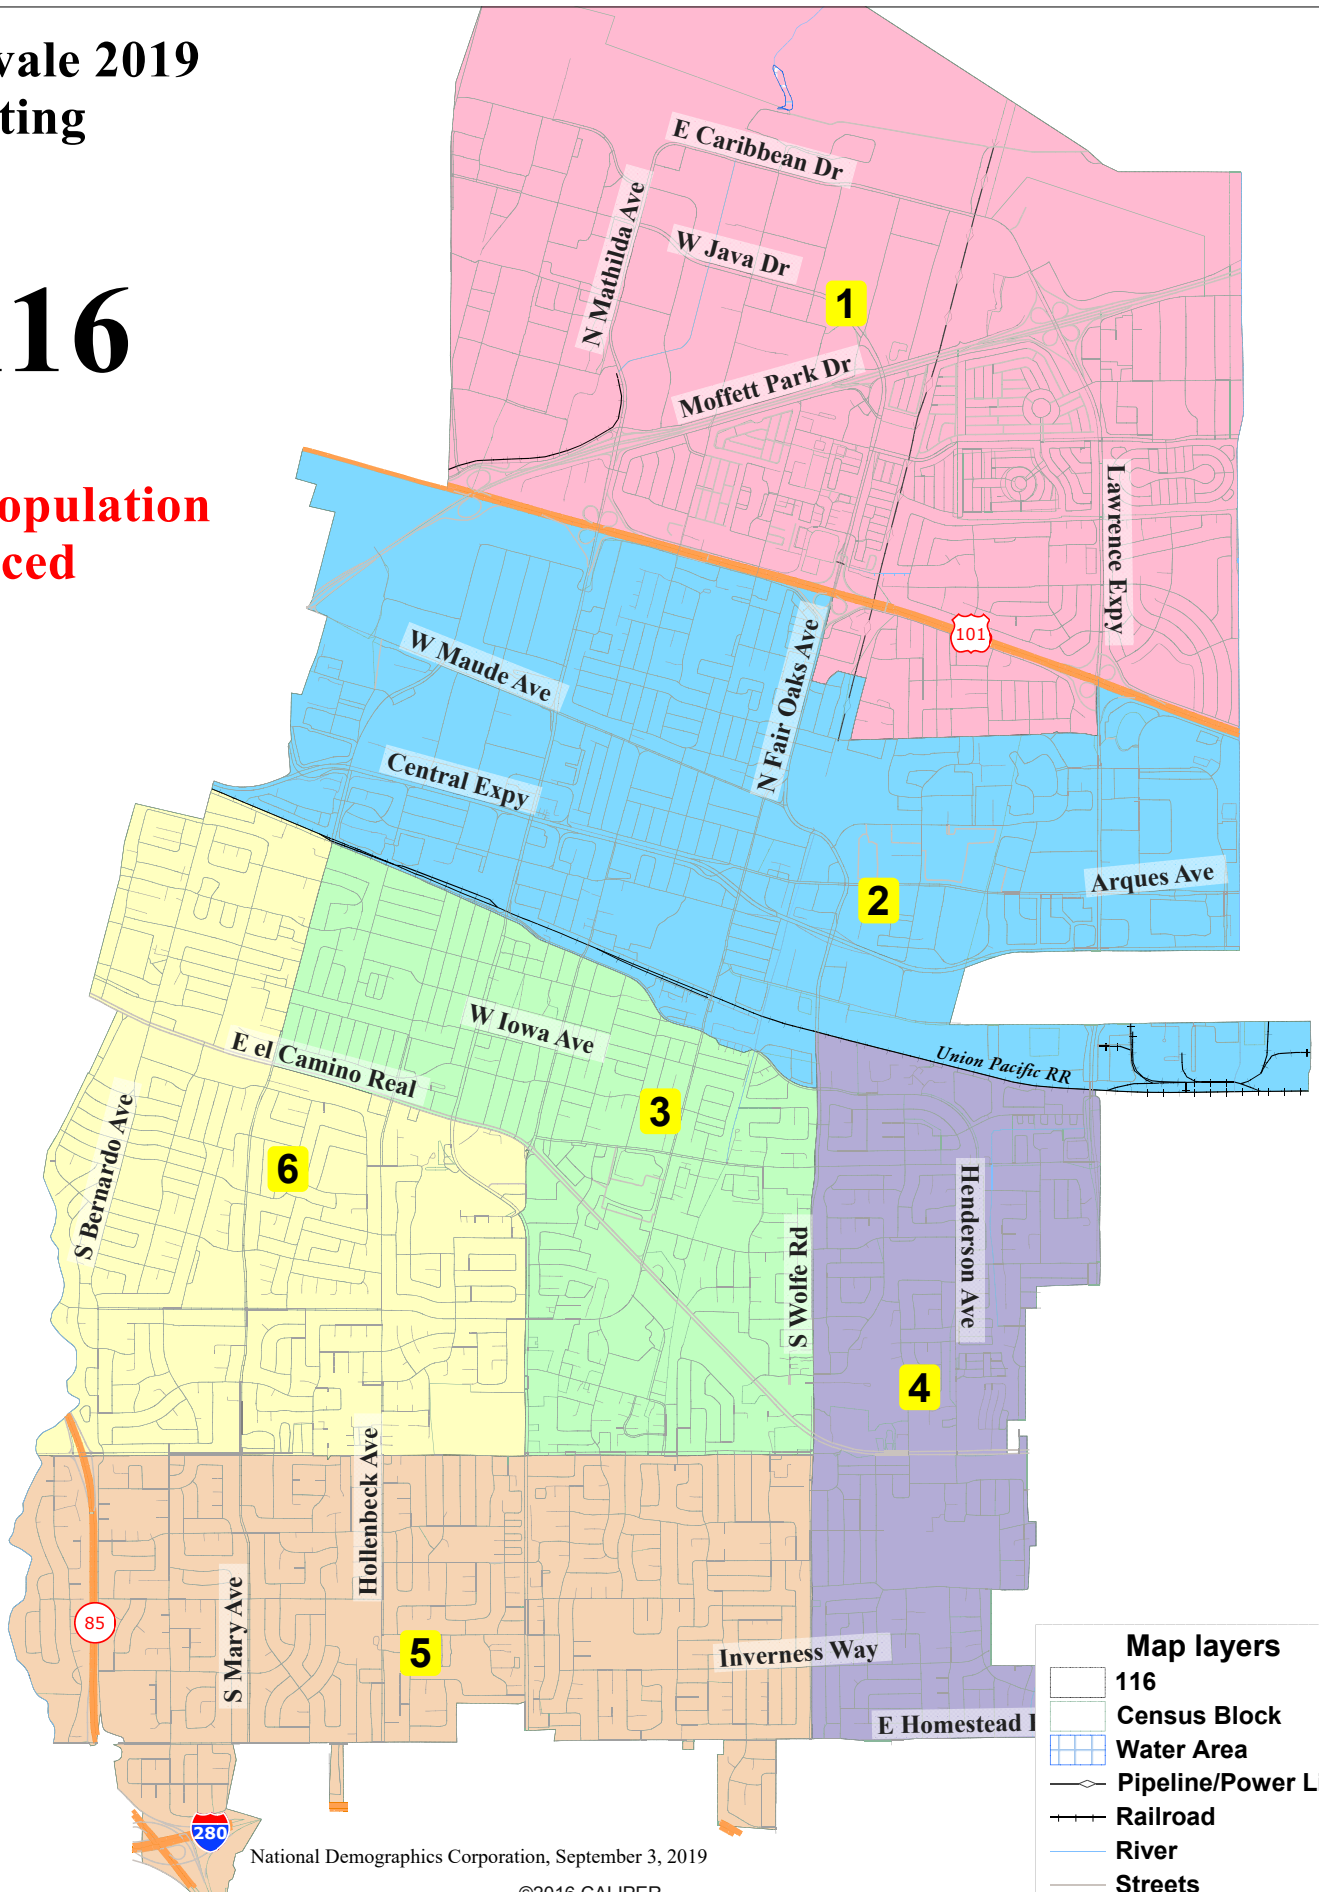 vale 2019
ting
116
opulation
ced
E Caribbean Dr
N Mathilda Ave
W Java Dr
1
Moffett Park Dr
Lawrence Expy
101
W Maude Ave
N Fair Oaks Ave
Central Expy
Arques Ave
2
W Iowa Ave
E el Camino Real
Union Pacific RR
3
S Bernardo Ave
6
Henderson Ave
S Wolfe Rd
4
Hollenbeck Ave
S Mary Ave
85
5
Inverness Way
E Homestead
280
Map layers
116
Census Block
Water Area
Pipeline/Power L
Railroad
River
Streets
National Demographics Corporation, September 3, 2019
©2016 CALIPER